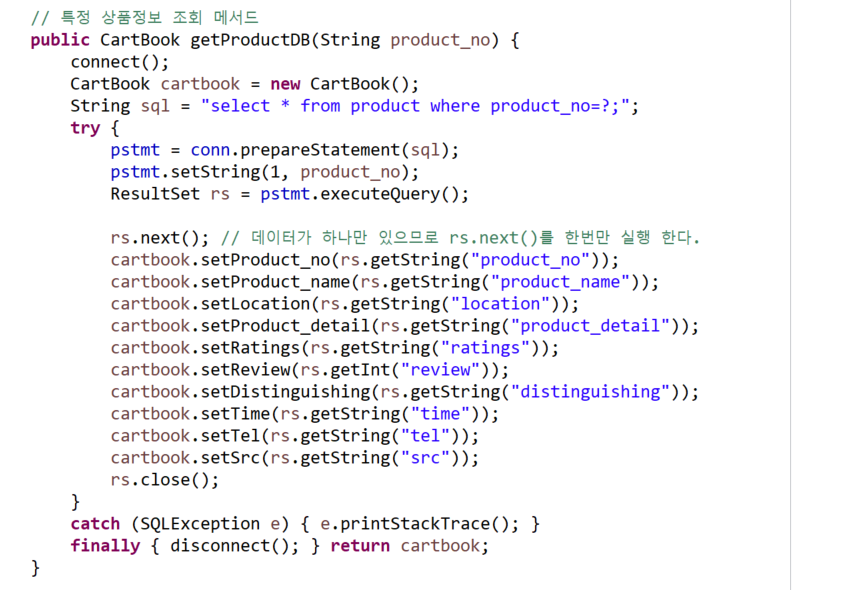 // 특정 상품정보 조회 메서드
public CartBook getProductDB(String product_no) {
    connect();
    CartBook cartbook = new CartBook();
    String sql = "select * from product where product_no=?;";
    try {
        pstmt = conn.prepareStatement(sql);
        pstmt.setString(1, product_no);
        ResultSet rs = pstmt.executeQuery();

        rs.next(); // 데이터가 하나만 있으므로 rs.next()를 한번만 실행 한다.
        cartbook.setProduct_no(rs.getString("product_no"));
        cartbook.setProduct_name(rs.getString("product_name"));
        cartbook.setLocation(rs.getString("location"));
        cartbook.setProduct_detail(rs.getString("product_detail"));
        cartbook.setRatings(rs.getString("ratings"));
        cartbook.setReview(rs.getInt("review"));
        cartbook.setDistinguishing(rs.getString("distinguishing"));
        cartbook.setTime(rs.getString("time"));
        cartbook.setTel(rs.getString("tel"));
        cartbook.setSrc(rs.getString("src"));
        rs.close();
    }
    catch (SQLException e) { e.printStackTrace(); }
    finally { disconnect(); } return cartbook;
}